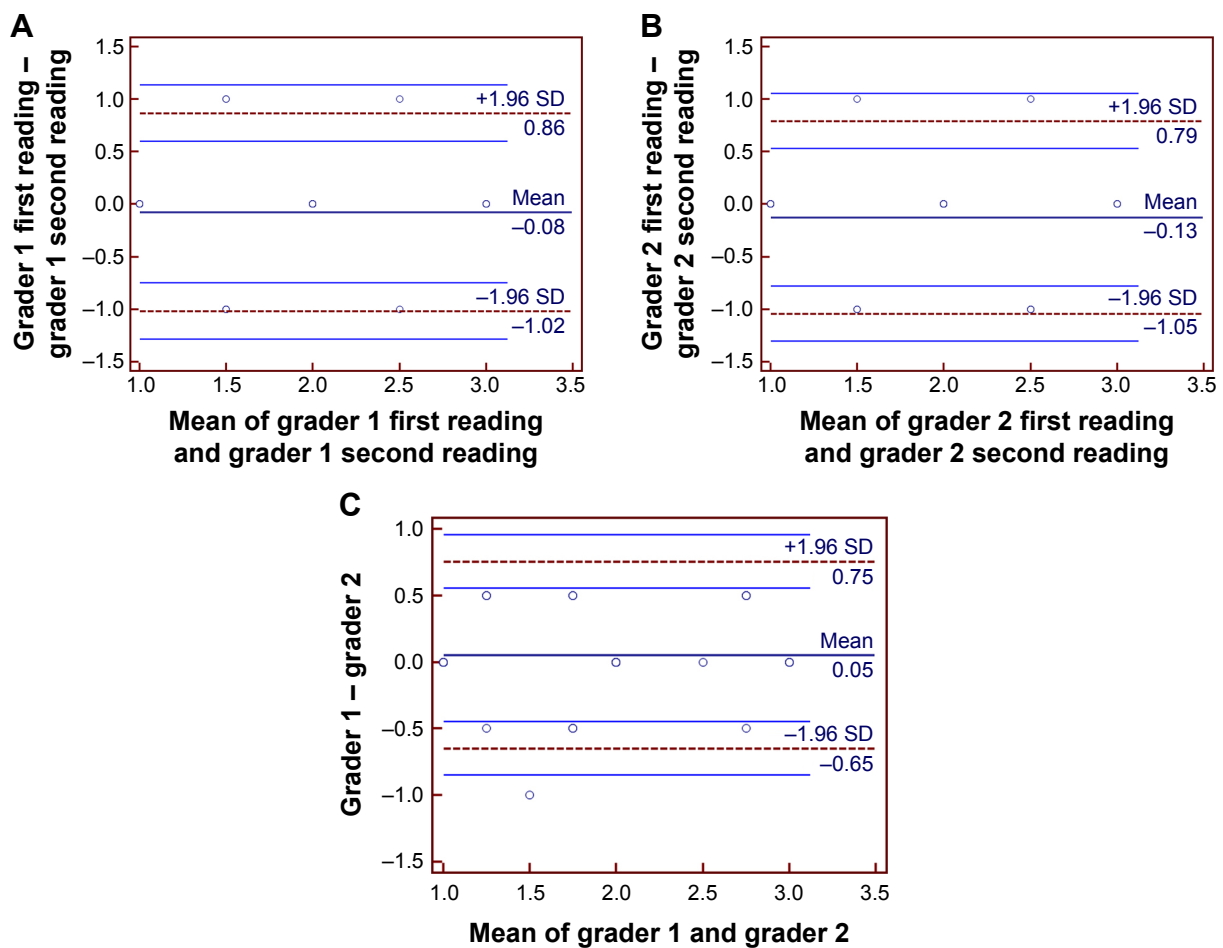 A
Grader 1 first reading –
grader 1 second reading
1.5
1.0
0.5
0.0
–0.5
–1.0
–1.5
+1.96 SD
0.86
Mean
–0.08
–1.96 SD
–1.02
1.0 1.5 2.0 2.5 3.0 3.5
Mean of grader 1 first reading
and grader 1 second reading
B
Grader 2 first reading –
grader 2 second reading
1.5
1.0
0.5
0.0
–0.5
–1.0
–1.5
+1.96 SD
0.79
Mean
–0.13
–1.96 SD
–1.05
1.0 1.5 2.0 2.5 3.0 3.5
Mean of grader 2 first reading
and grader 2 second reading
C
Grader 1 – grader 2
1.0
0.5
0.0
–0.5
–1.0
–1.5
+1.96 SD
0.75
Mean
0.05
–1.96 SD
–0.65
1.0 1.5 2.0 2.5 3.0 3.5
Mean of grader 1 and grader 2